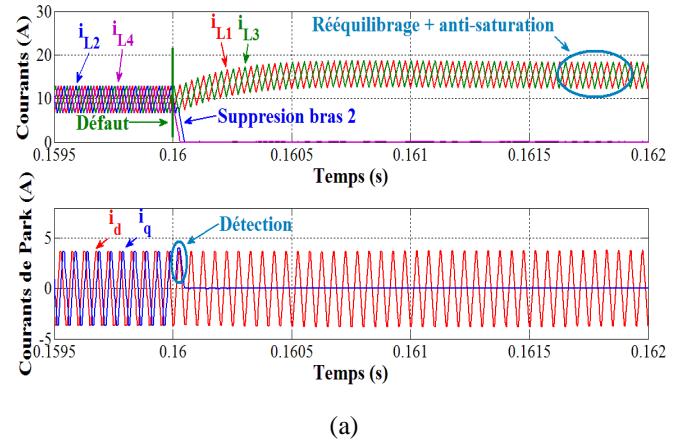 30
20
10
0
Courants (A)
i_L2
i_L4
i_L1
i_L3
Rééquilibrage + anti-saturation
Défaut
Suppresion bras 2
0.1595
0.16
0.1605
0.161
0.1615
0.162
Temps (s)
5
0
-5
Courants de Park (A)
i_d
i_q
Détection
0.1595
0.16
0.1605
0.161
0.1615
0.162
Temps (s)
(a)